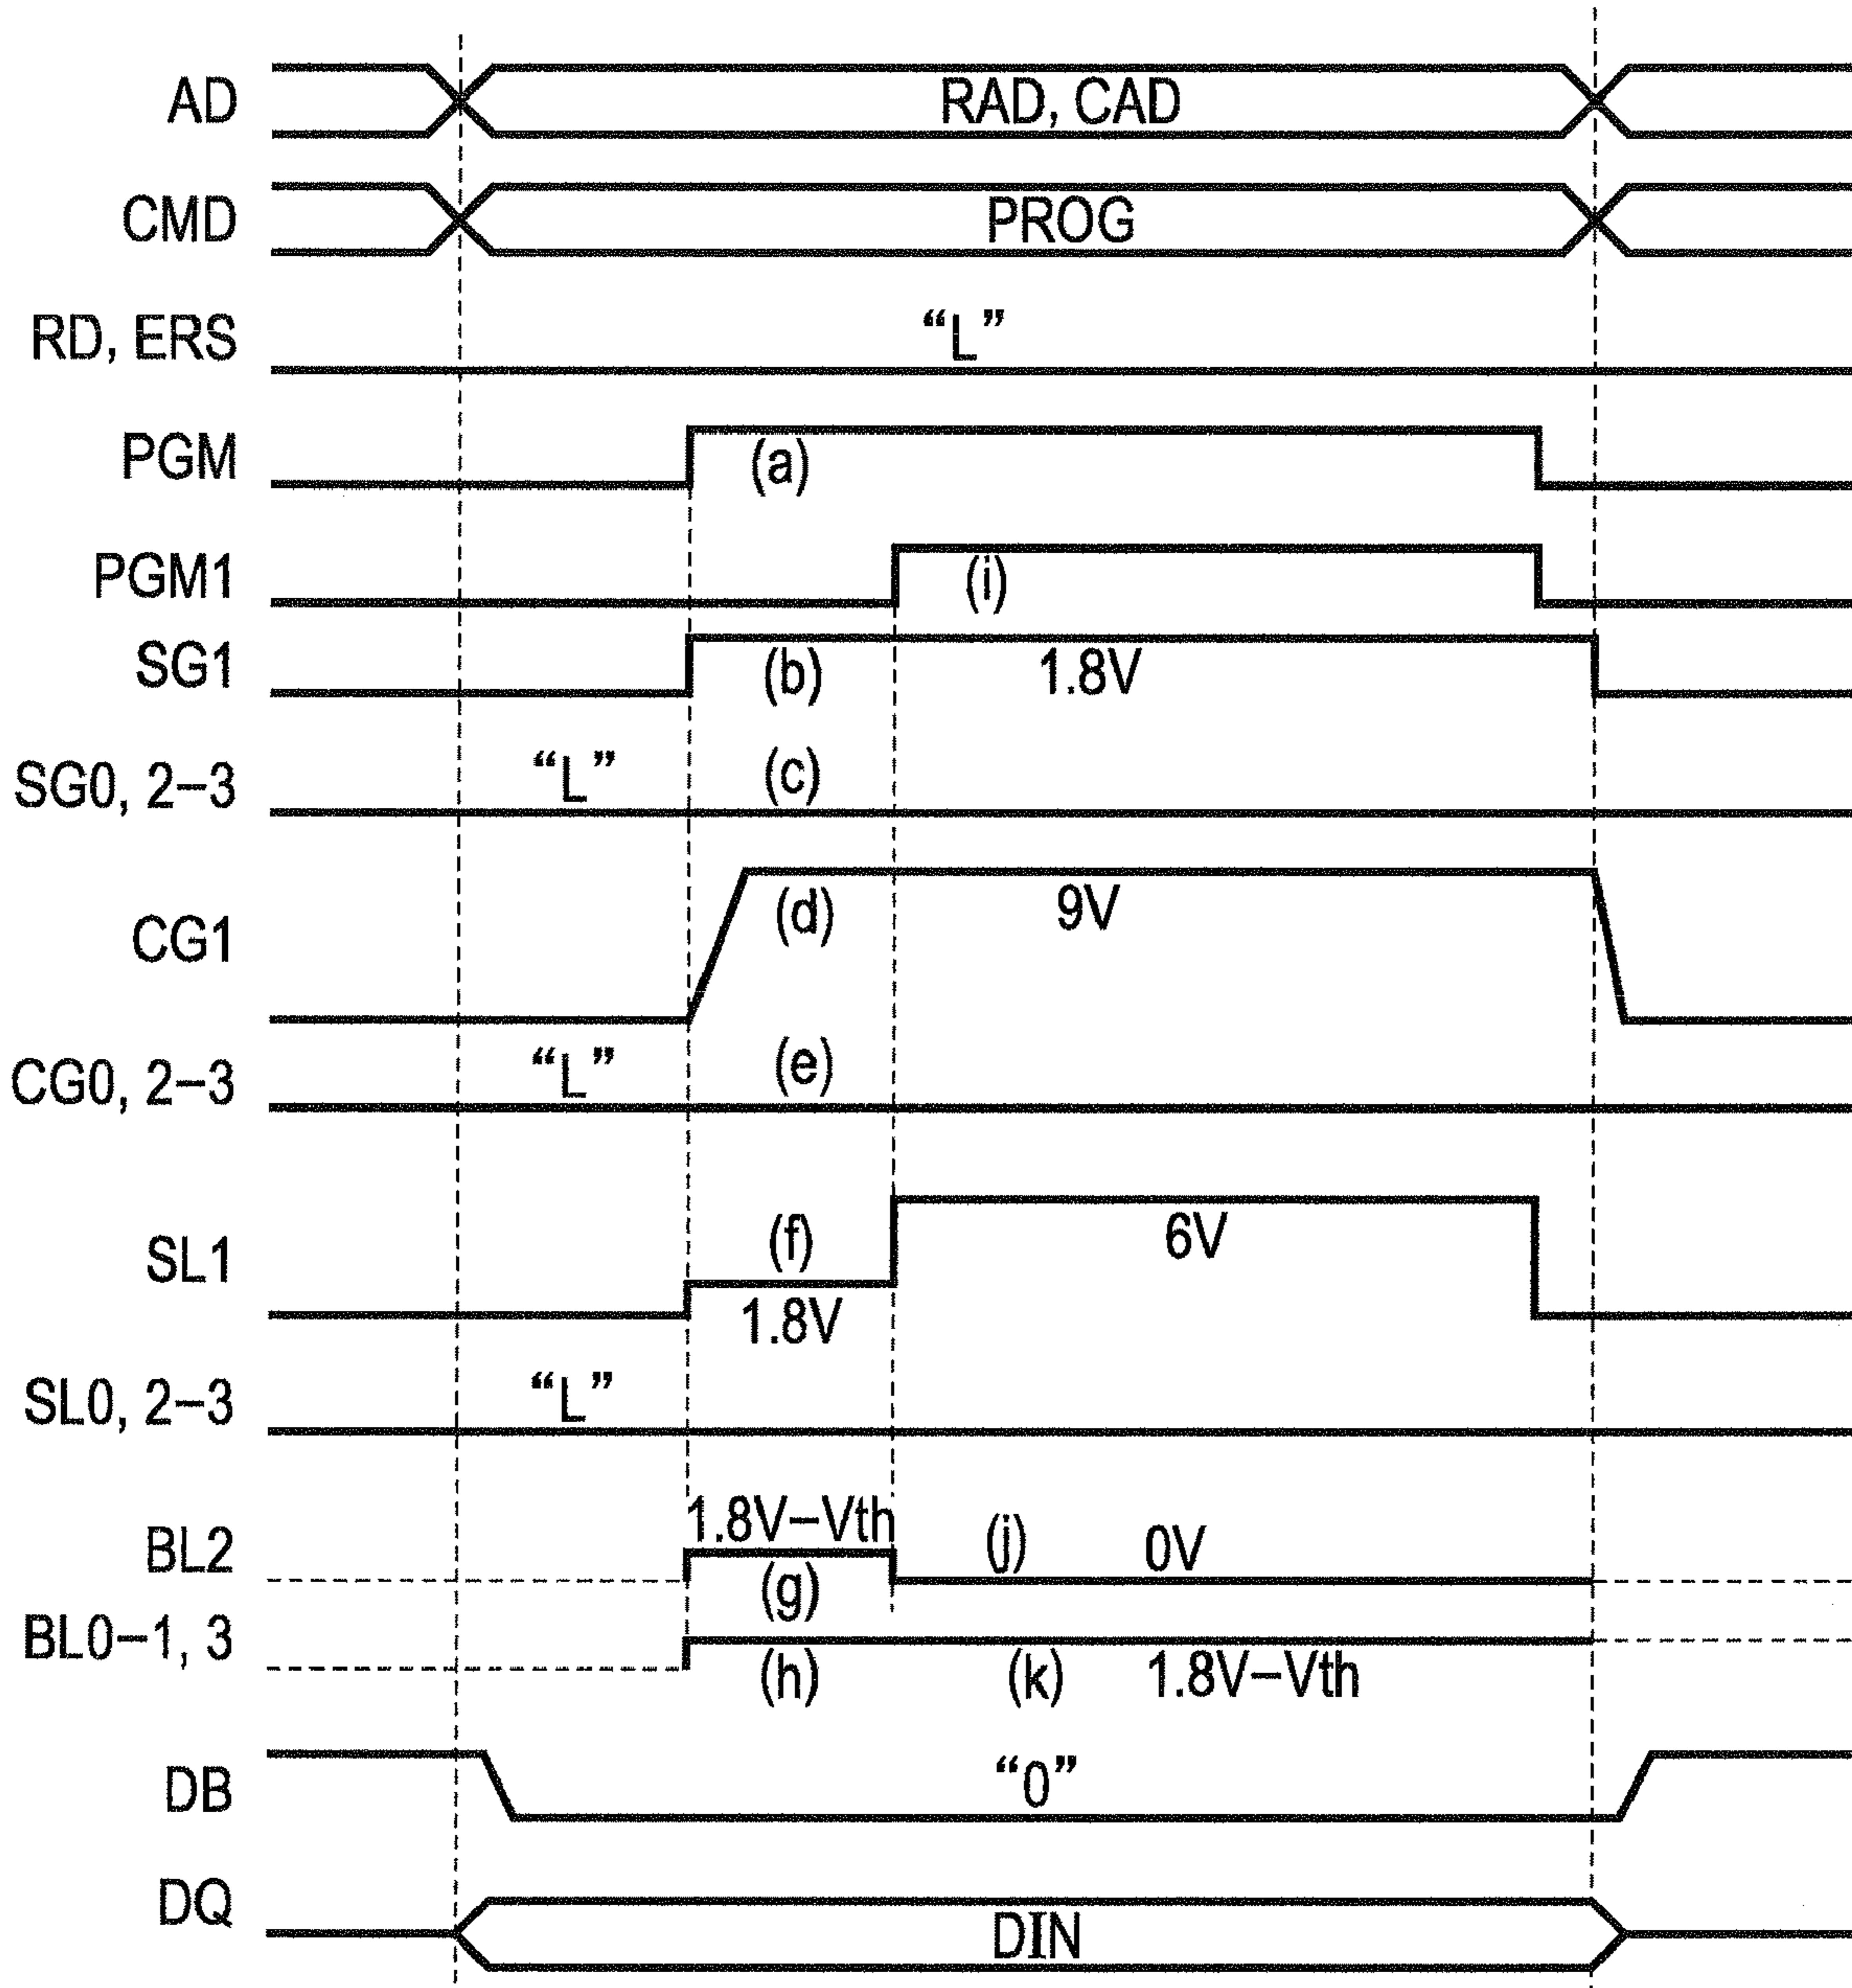 AD RAD, CAD
CMD PROG
RD, ERS “L”
PGM (a)
PGM1 (i)
SG1 (b) 1.8V
SG0, 2–3 “L” (c)
CG1 (d) 9V
CG0, 2–3 “L” (e)
SL1 (f) 6V
1.8V
SL0, 2–3 “L”
1.8V–Vth
BL2 (j) 0V
(g)
BL0–1, 3
(h) (k) 1.8V–Vth
DB “0”
DQ DIN